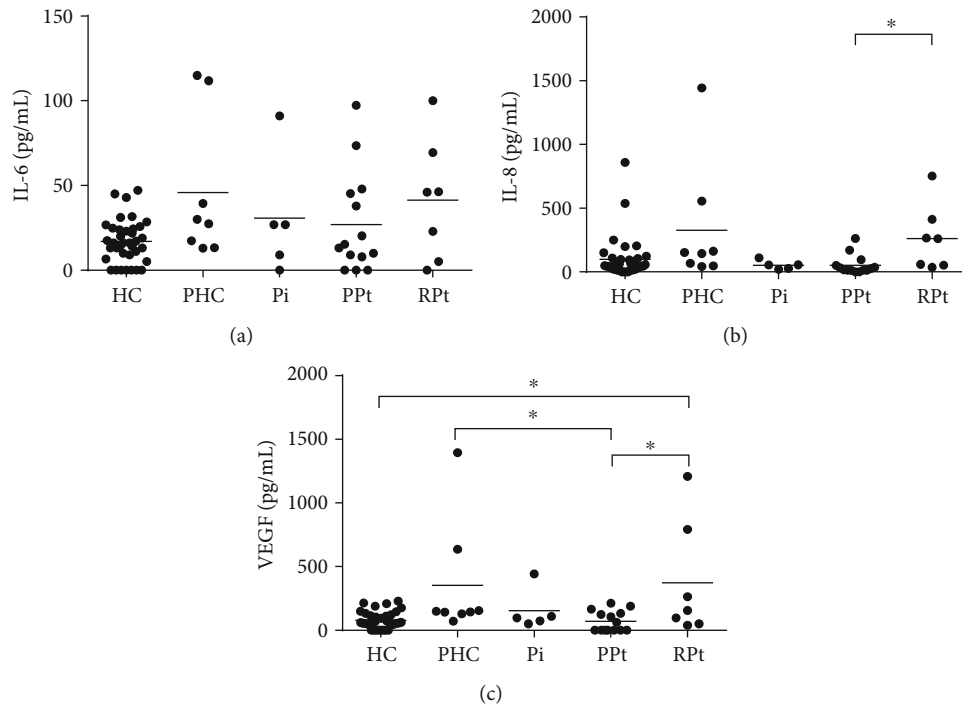 150
100
50
0
IL-6 (pg/mL)
HC PHC Pi PPt RPt
(a)
2000
1500
1000
500
0
IL-8 (pg/mL)
*
HC PHC Pi PPt RPt
(b)
2000
1500
1000
500
0
VEGF (pg/mL)
*
*
*
HC PHC Pi PPt RPt
(c)